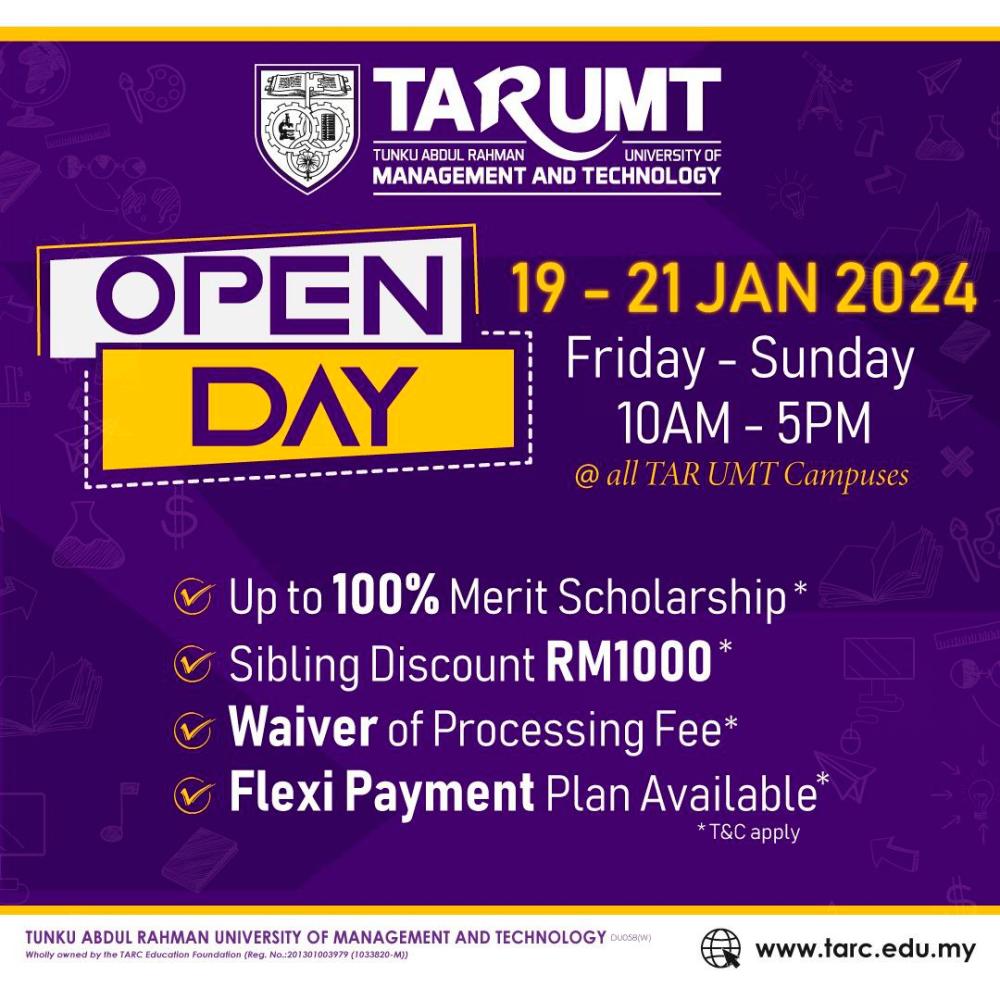 TARUMT
TUNKU ABDUL RAHMAN UNIVERSITY OF
MANAGEMENT AND TECHNOLOGY
OPEN
DAY
19 - 21 JAN 2024
Friday - Sunday
10AM - 5PM
@ all TAR UMT Campuses
Up to 100% Merit Scholarship*
Sibling Discount RM1000*
Waiver of Processing Fee*
Flexi Payment Plan Available*
*T&C apply
TUNKU ABDUL RAHMAN UNIVERSITY OF MANAGEMENT AND TECHNOLOGY DU058(W)
Wholly owned by the TARC Education Foundation (Reg. No.:201301003979 (1033820-M))
www.tarc.edu.my